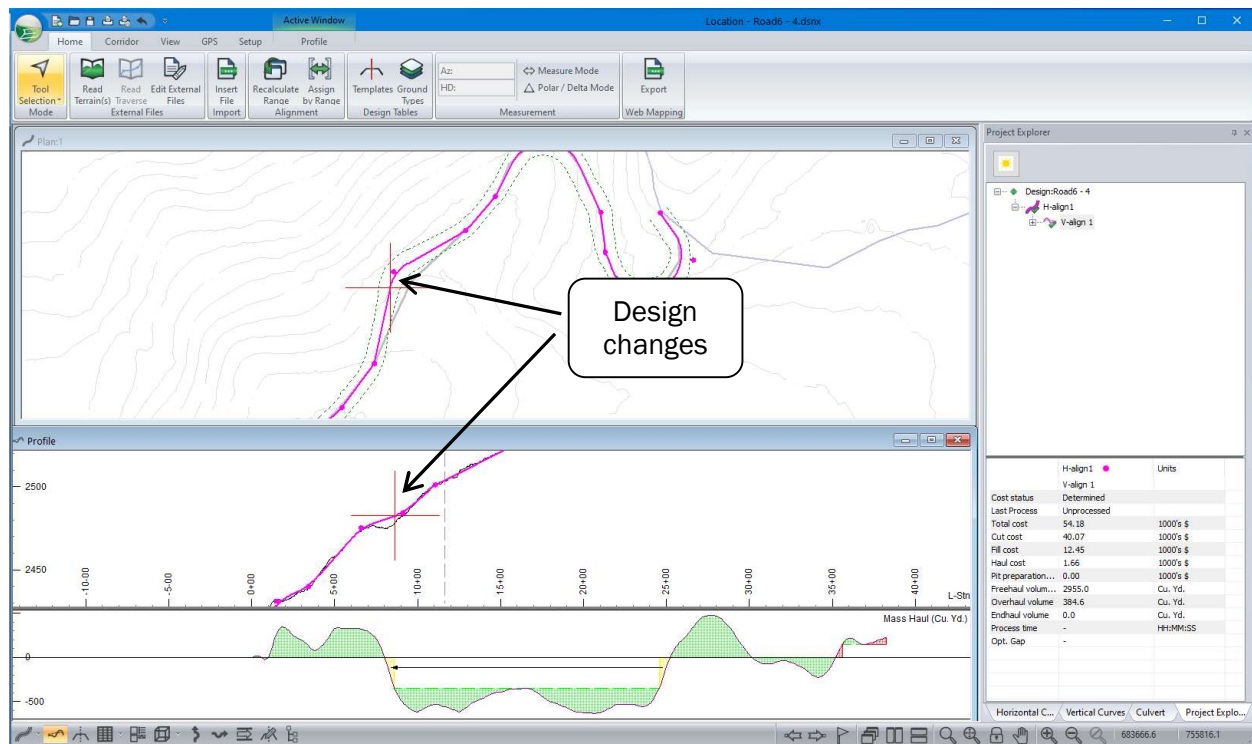 Active Window
Location - Road6 - 4.dsnx
Home Corridor View GPS Setup Profile
Tool Selection
Read Terrain(s)
Read Traverse
Edit External Files
Insert File
Recalculate Range
Assign by Range
Templates
Ground Types
Az:
HD:
Measure Mode
Polar / Delta Mode
Export
Mode External Files Import Alignment Design Tables Measurement Web Mapping
Plan:1
Design
changes
Profile
2500
2450
-10-00 -5-00 0+00 5+00 10+00 15+00 20+00 25+00 30+00 35+00 40+00
L-Stn
Mass Haul (Cu. Yd.)
0
-500
Project Explorer
Design:Road6 - 4
H-align1
V-align 1
H-align1 Units
V-align 1
Cost status Determined
Last Process Unprocessed
Total cost 54.18 1000's $
Cut cost 40.07 1000's $
Fill cost 12.45 1000's $
Haul cost 1.66 1000's $
Pit preparation... 0.00 1000's $
Freehaul volum... 2955.0 Cu. Yd.
Overhaul volume 384.6 Cu. Yd.
Endhaul volume 0.0 Cu. Yd.
Process time - HH:MM:SS
Opt. Gap -
Horizontal C... Vertical Curves Culvert Project Explo...
683666.6 755816.1